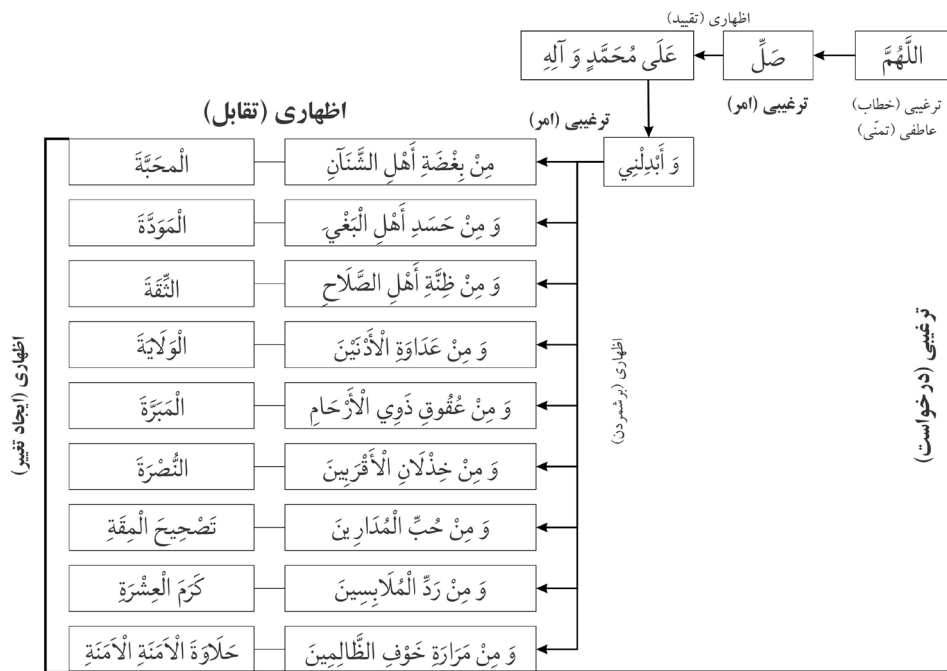 اظهاری (تقیید)
اللَّهُمَّ
صَلِّ
عَلَى مُحَمَّدٍ وَ آلِهِ
ترغیبی (خطاب)
عاطفی (تمنّی)
ترغیبی (امر)
ترغیبی (امر)
اظهاری (تقابل)
وَ أَبْدِلْنِي
مِنْ بِغْضَةِ أَهْلِ الشَّنَآنِ
الْمَحَبَّةَ
وَ مِنْ حَسَدِ أَهْلِ الْبَغْيِ
الْمَوَدَّةَ
وَ مِنْ ظِنَّةِ أَهْلِ الصَّلَاحِ
الثِّقَةَ
وَ مِنْ عَدَاوَةِ الْأَدْنَيْنَ
الْوَلَايَةَ
وَ مِنْ عُقُوقِ ذَوِي الْأَرْحَامِ
الْمَبَرَّةَ
وَ مِنْ خِذْلَانِ الْأَقْرَبِينَ
النُّصْرَةَ
وَ مِنْ حُبِّ الْمُدَارِينَ
تَصْحِيحَ الْمِقَةِ
وَ مِنْ رَدِّ الْمُلَابِسِينَ
كَرَمَ الْعِشْرَةِ
وَ مِنْ مَرَارَةِ خَوْفِ الظَّالِمِينَ
حَلَاوَةَ الْأَمَنَةِ الْأَمَنَةِ
ترغیبی (درخواست)
اظهاری (برشمردن)
اظهاری (ایجاد تغییر)